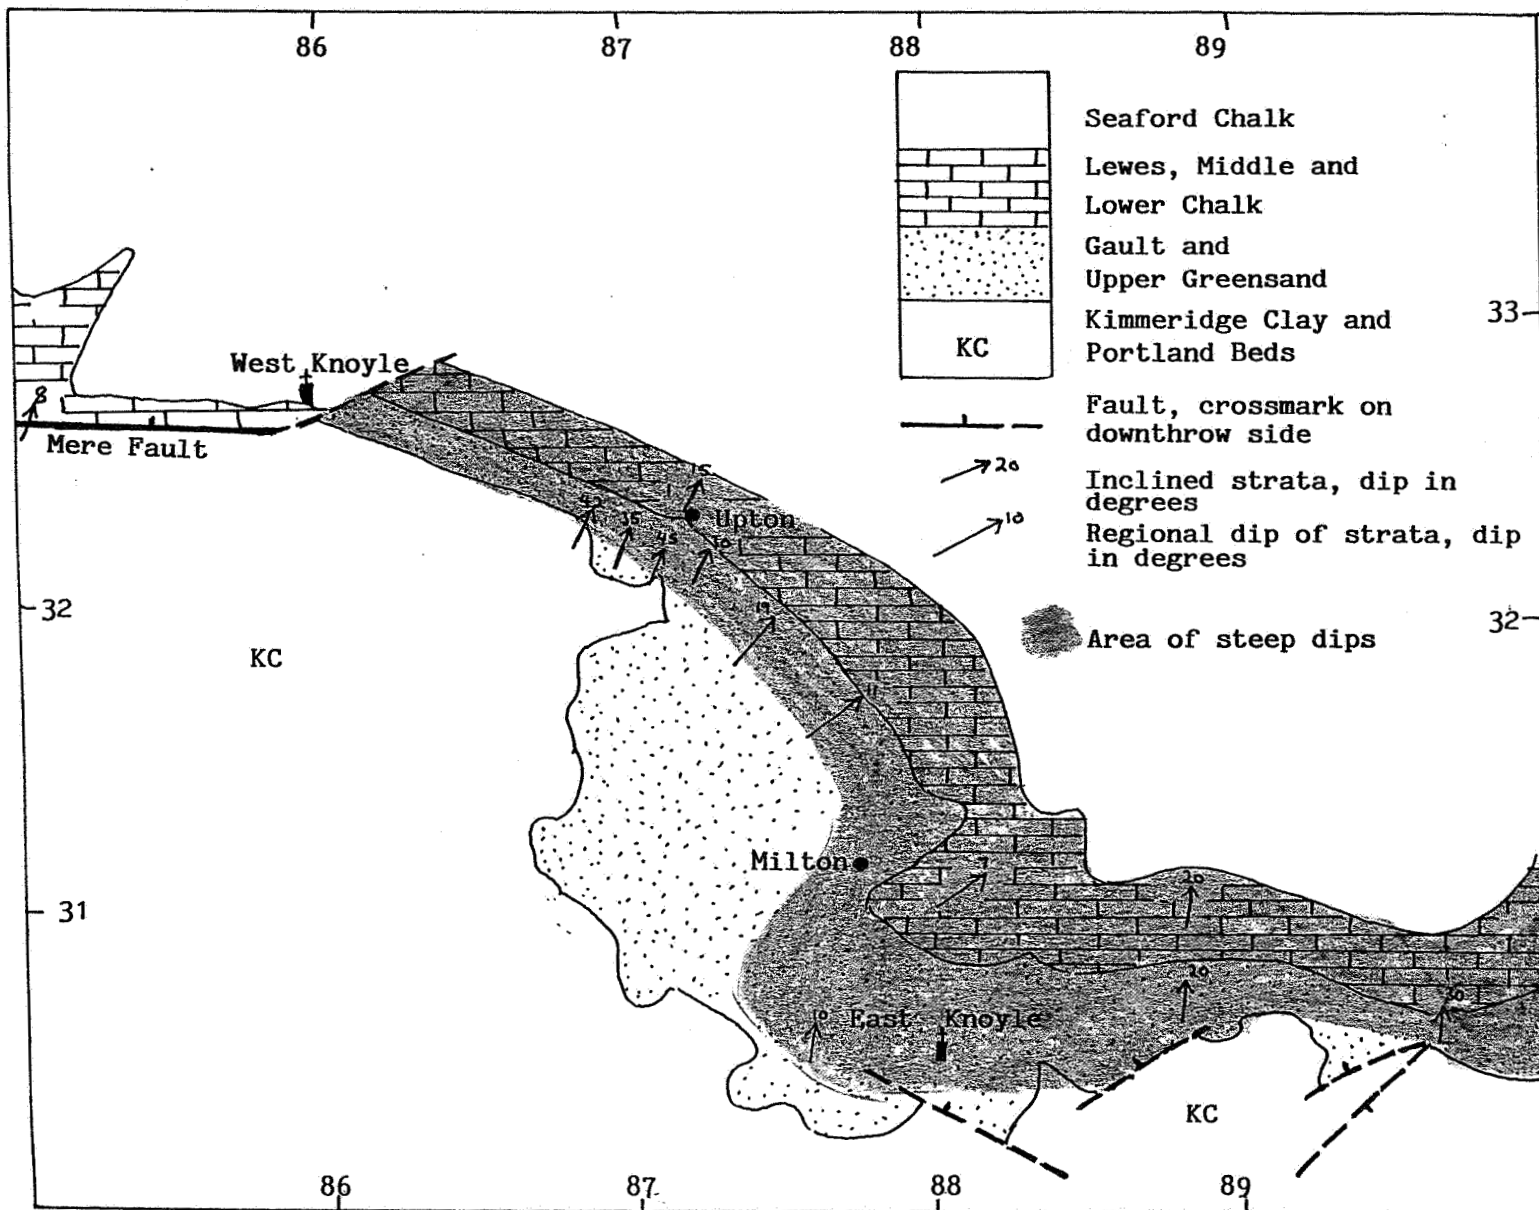 86 87 88 89
Seaford Chalk
Lewes, Middle and
Lower Chalk
Gault and
Upper Greensand
Kimmeridge Clay and
Portland Beds
KC
33
Fault, crossmark on
downthrow side
20
Inclined strata, dip in
degrees
10
Regional dip of strata, dip
in degrees
Area of steep dips
West Knoyle
8
Mere Fault
15
Upton
35
45
19
11
32
32
KC
Milton
7
20
31
20
10
East Knoyle
KC
86 87 88 89